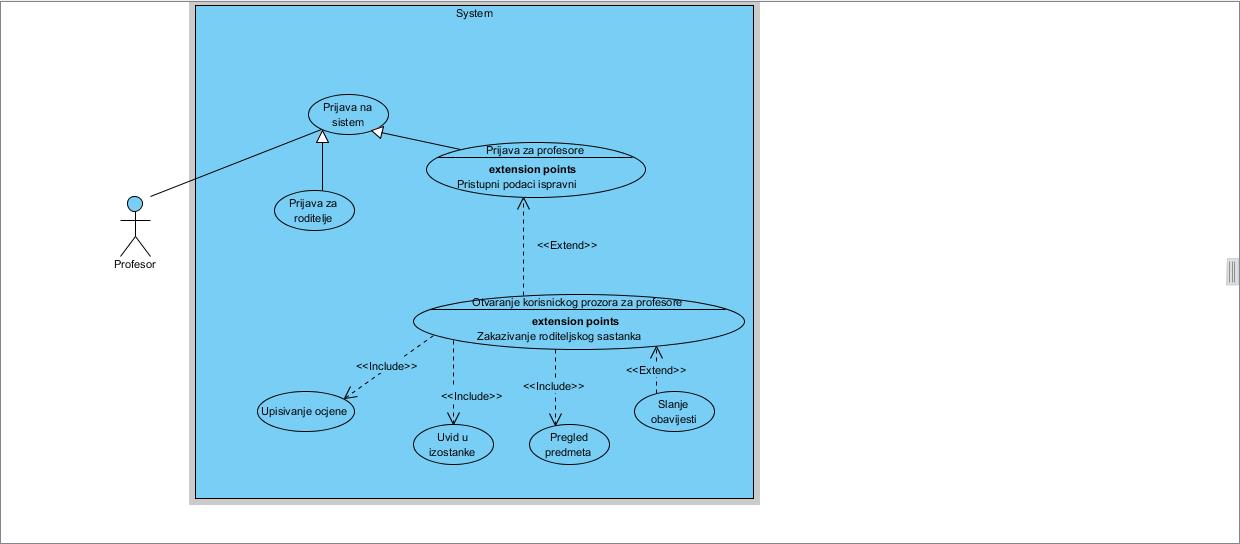 System
Prijava na
sistem
Prijava za profesore
extension points
Pristupni podaci ispravni
Prijava za
roditelje
Profesor
<<Extend>>
Otvaranje korisnickog prozora za profesore
extension points
Zakazivanje roditeljskog sastanka
<<Include>>
<<Include>>
<<Include>>
<<Extend>>
Upisivanje ocjene
Uvid u
izostanke
Pregled
predmeta
Slanje
obavijesti